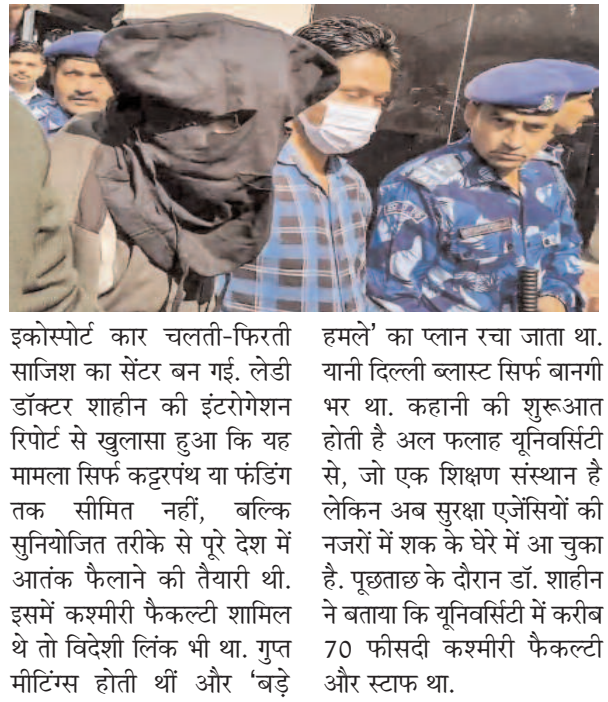 इकोस्पोर्ट कार चलती-फिरती
साजिश का सेंटर बन गई. लेडी
डॉक्टर शाहीन की इंटरोगेशन
रिपोर्ट से खुलासा हुआ कि यह
मामला सिर्फ कट्टरपंथ या फंडिंग
तक सीमित नहीं, बल्कि
सुनियोजित तरीके से पूरे देश में
आतंक फैलाने की तैयारी थी.
इसमें कश्मीरी फैकल्टी शामिल
थे तो विदेशी लिंक भी था. गुप्त
मीटिंग्स होती थीं और ‘बड़े
हमले’ का प्लान रचा जाता था.
यानी दिल्ली ब्लास्ट सिर्फ बानगी
भर था. कहानी की शुरूआत
होती है अल फलाह यूनिवर्सिटी
से, जो एक शिक्षण संस्थान है
लेकिन अब सुरक्षा एजेंसियों की
नजरों में शक के घेरे में आ चुका
है. पूछताछ के दौरान डॉ. शाहीन
ने बताया कि यूनिवर्सिटी में करीब
70 फीसदी कश्मीरी फैकल्टी
और स्टाफ था.